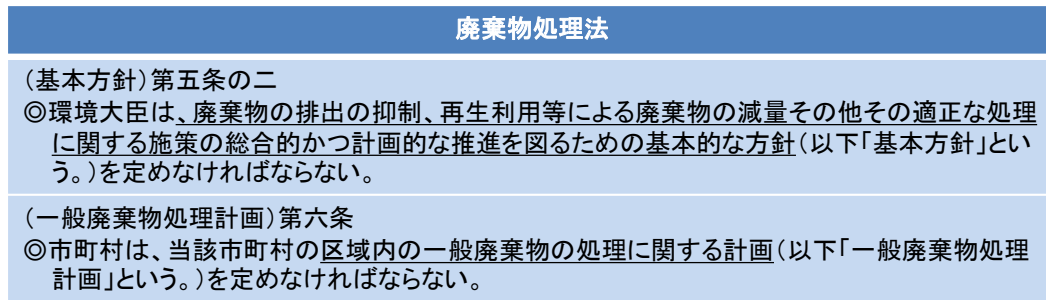 廃棄物処理法
（基本方針）第五条の二
◎環境大臣は、廃棄物の排出の抑制、再生利用等による廃棄物の減量その他その適正な処理
に関する施策の総合的かつ計画的な推進を図るための基本的な方針（以下「基本方針」とい
う。）を定めなければならない。
（一般廃棄物処理計画）第六条
◎市町村は、当該市町村の区域内の一般廃棄物の処理に関する計画（以下「一般廃棄物処理
計画」という。）を定めなければならない。